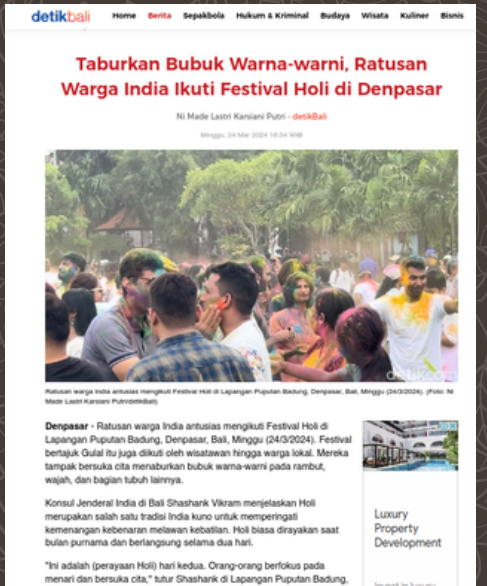 detikbali Home Berita Sepakbola Hukum & Kriminal Budaya Wisata Kuliner Bisnis
Taburkan Bubuk Warna-warni, Ratusan
Warga India Ikuti Festival Holi di Denpasar
Ni Made Lastri Karsiani Putri - detikBali
Minggu, 24 Mar 2024 16:34 WIB
detikcom
Ratusan warga India antusias mengikuti Festival Holi di Lapangan Puputan Badung, Denpasar, Bali, Minggu (24/3/2024). (Foto: Ni
Made Lastri Karsiani Putri/detikBali)
Denpasar - Ratusan warga India antusias mengikuti Festival Holi di
Lapangan Puputan Badung, Denpasar, Bali, Minggu (24/3/2024). Festival
bertajuk Gulal itu juga diikuti oleh wisatawan hingga warga lokal. Mereka
tampak bersuka cita menaburkan bubuk warna-warni pada rambut,
wajah, dan bagian tubuh lainnya.
Konsul Jenderal India di Bali Shashank Vikram menjelaskan Holi
merupakan salah satu tradisi India kuno untuk memperingati
kemenangan kebenaran melawan kebatilan. Holi biasa dirayakan saat
bulan purnama dan berlangsung selama dua hari.
"Ini adalah (perayaan Holi) hari kedua. Orang-orang berfokus pada
menari dan bersuka cita," tutur Shashank di Lapangan Puputan Badung,
Luxury
Property
Development